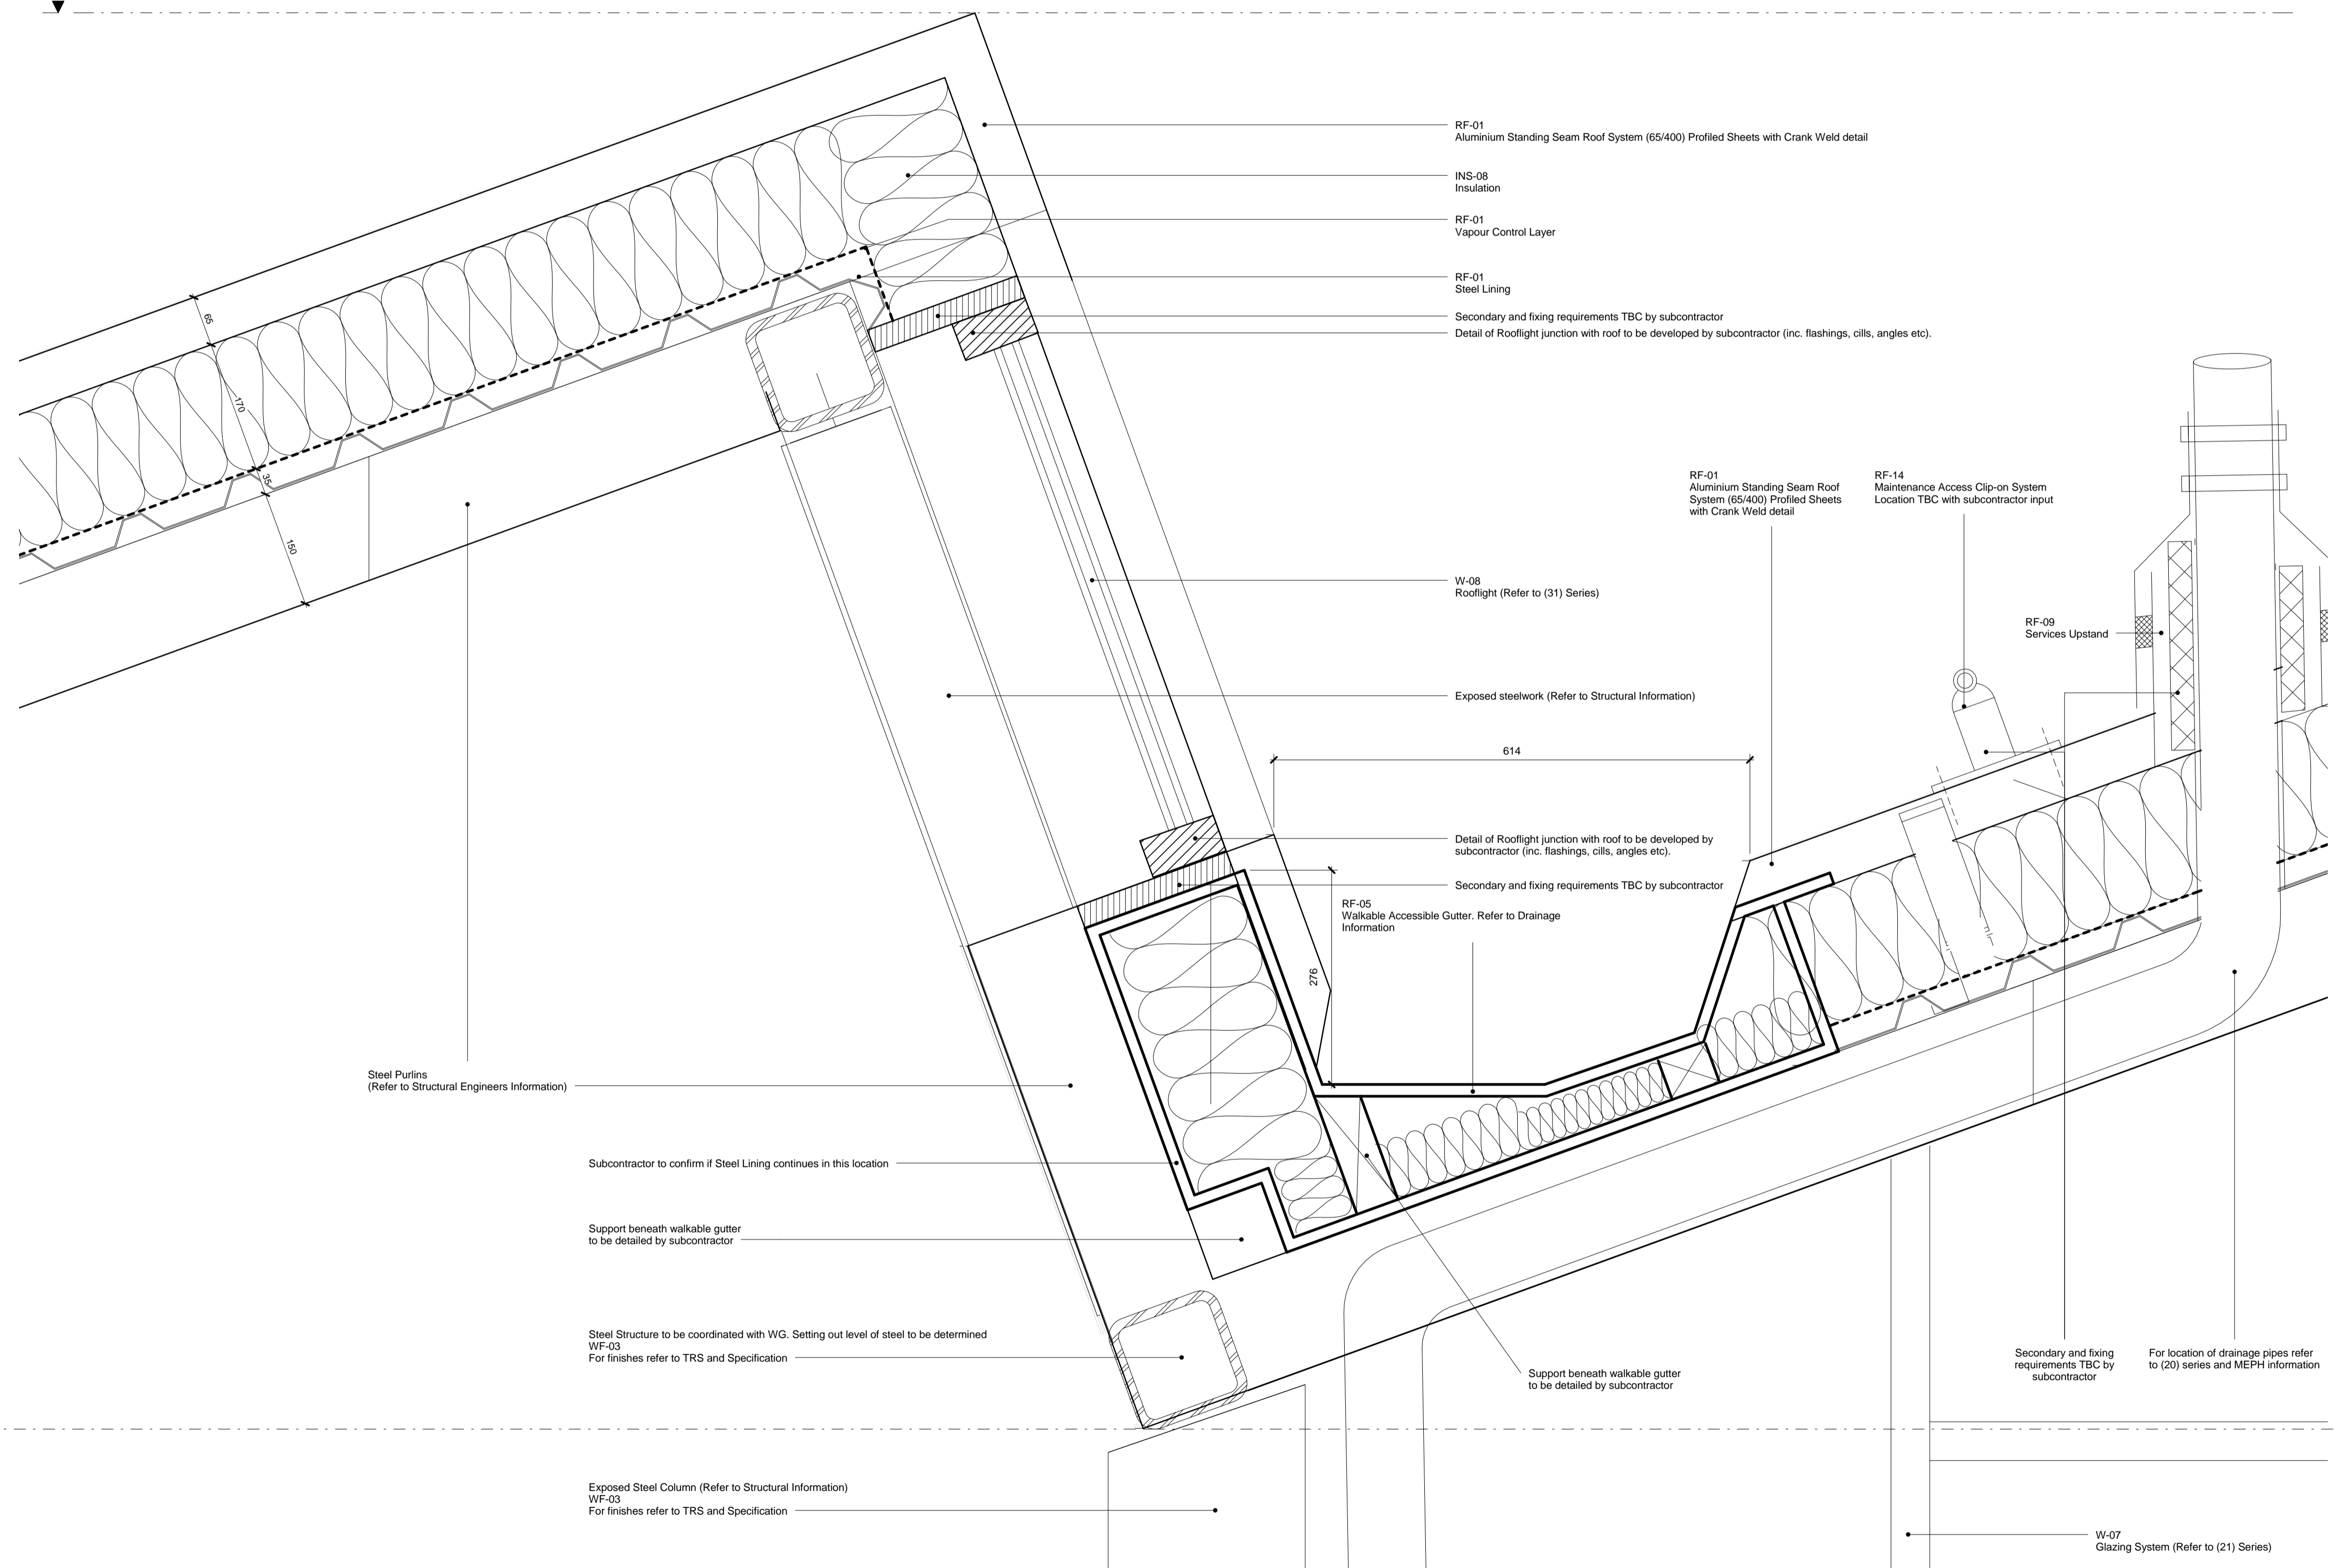 RF-01
Aluminium Standing Seam Roof System (65/400) Profiled Sheets with Crank Weld detail
INS-08
Insulation
RF-01
Vapour Control Layer
RF-01
Steel Lining
Secondary and fixing requirements TBC by subcontractor
Detail of Rooflight junction with roof to be developed by subcontractor (inc. flashings, cills, angles etc).
65
170
35
150
RF-01
Aluminium Standing Seam Roof
System (65/400) Profiled Sheets
with Crank Weld detail
RF-14
Maintenance Access Clip-on System
Location TBC with subcontractor input
W-08
Rooflight (Refer to (31) Series)
RF-09
Services Upstand
Exposed steelwork (Refer to Structural Information)
614
Detail of Rooflight junction with roof to be developed by
subcontractor (inc. flashings, cills, angles etc).
Secondary and fixing requirements TBC by subcontractor
RF-05
Walkable Accessible Gutter. Refer to Drainage
Information
276
Steel Purlins
(Refer to Structural Engineers Information)
Subcontractor to confirm if Steel Lining continues in this location
Support beneath walkable gutter
to be detailed by subcontractor
Steel Structure to be coordinated with WG. Setting out level of steel to be determined
WF-03
For finishes refer to TRS and Specification
Support beneath walkable gutter
to be detailed by subcontractor
Secondary and fixing
requirements TBC by
subcontractor
For location of drainage pipes refer
to (20) series and MEPH information
Exposed Steel Column (Refer to Structural Information)
WF-03
For finishes refer to TRS and Specification
W-07
Glazing System (Refer to (21) Series)